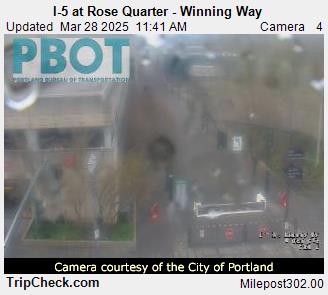 I-5 at Rose Quarter - Winning Way
Updated Mar 28 2025 11:41 AM Camera 4
PBOT
PORTLAND BUREAU OF TRANSPORTATION
Camera courtesy of the City of Portland
TripCheck.com Milepost302.00